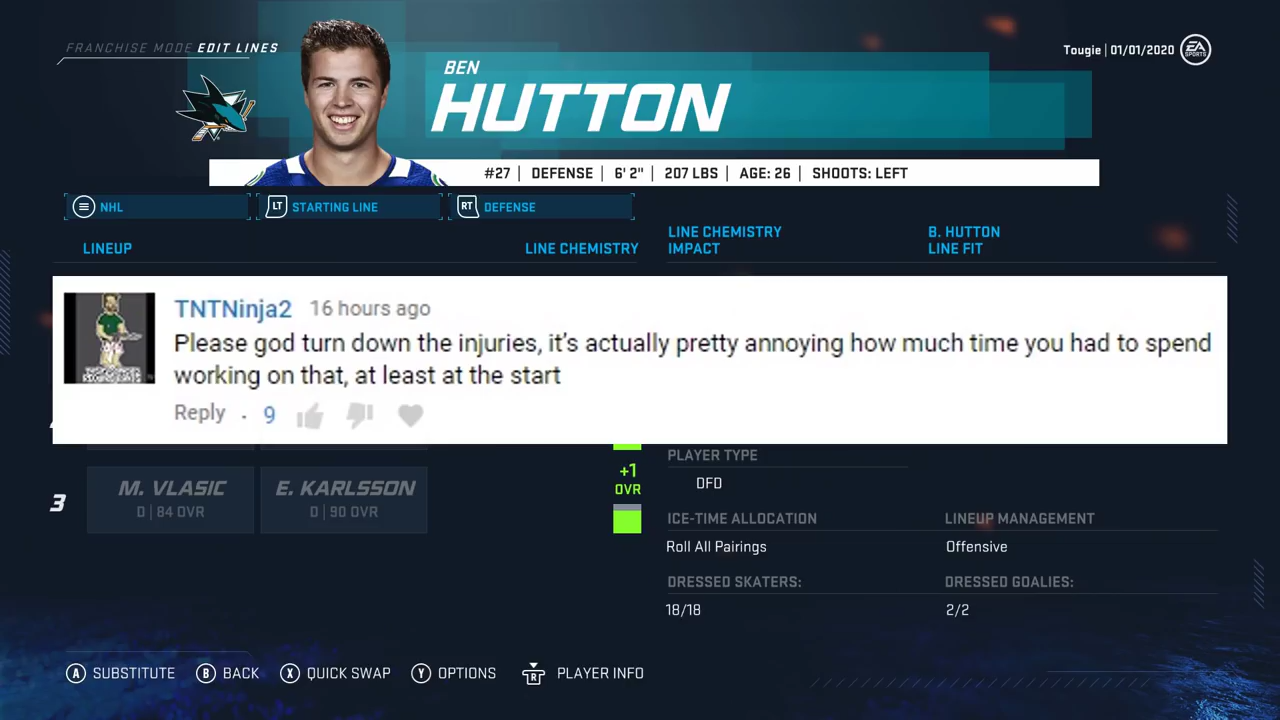 FRANCHISE MODE EDIT LINES
Tougie | 01/01/2020
EA SPORTS
BEN
HUTTON
#27 | DEFENSE | 6' 2" | 207 LBS | AGE: 26 | SHOOTS: LEFT
NHL
LT STARTING LINE
RT DEFENSE
LINEUP
LINE CHEMISTRY
LINE CHEMISTRY
IMPACT
B. HUTTON
LINE FIT
TNTNinja2 16 hours ago
Please god turn down the injuries, it's actually pretty annoying how much time you had to spend
working on that, at least at the start
Reply · 9
3
M. VLASIC
D | 84 OVR
E. KARLSSON
D | 90 OVR
+1
OVR
PLAYER TYPE
DFD
ICE-TIME ALLOCATION
Roll All Pairings
LINEUP MANAGEMENT
Offensive
DRESSED SKATERS:
18/18
DRESSED GOALIES:
2/2
A SUBSTITUTE
B BACK
X QUICK SWAP
Y OPTIONS
R PLAYER INFO